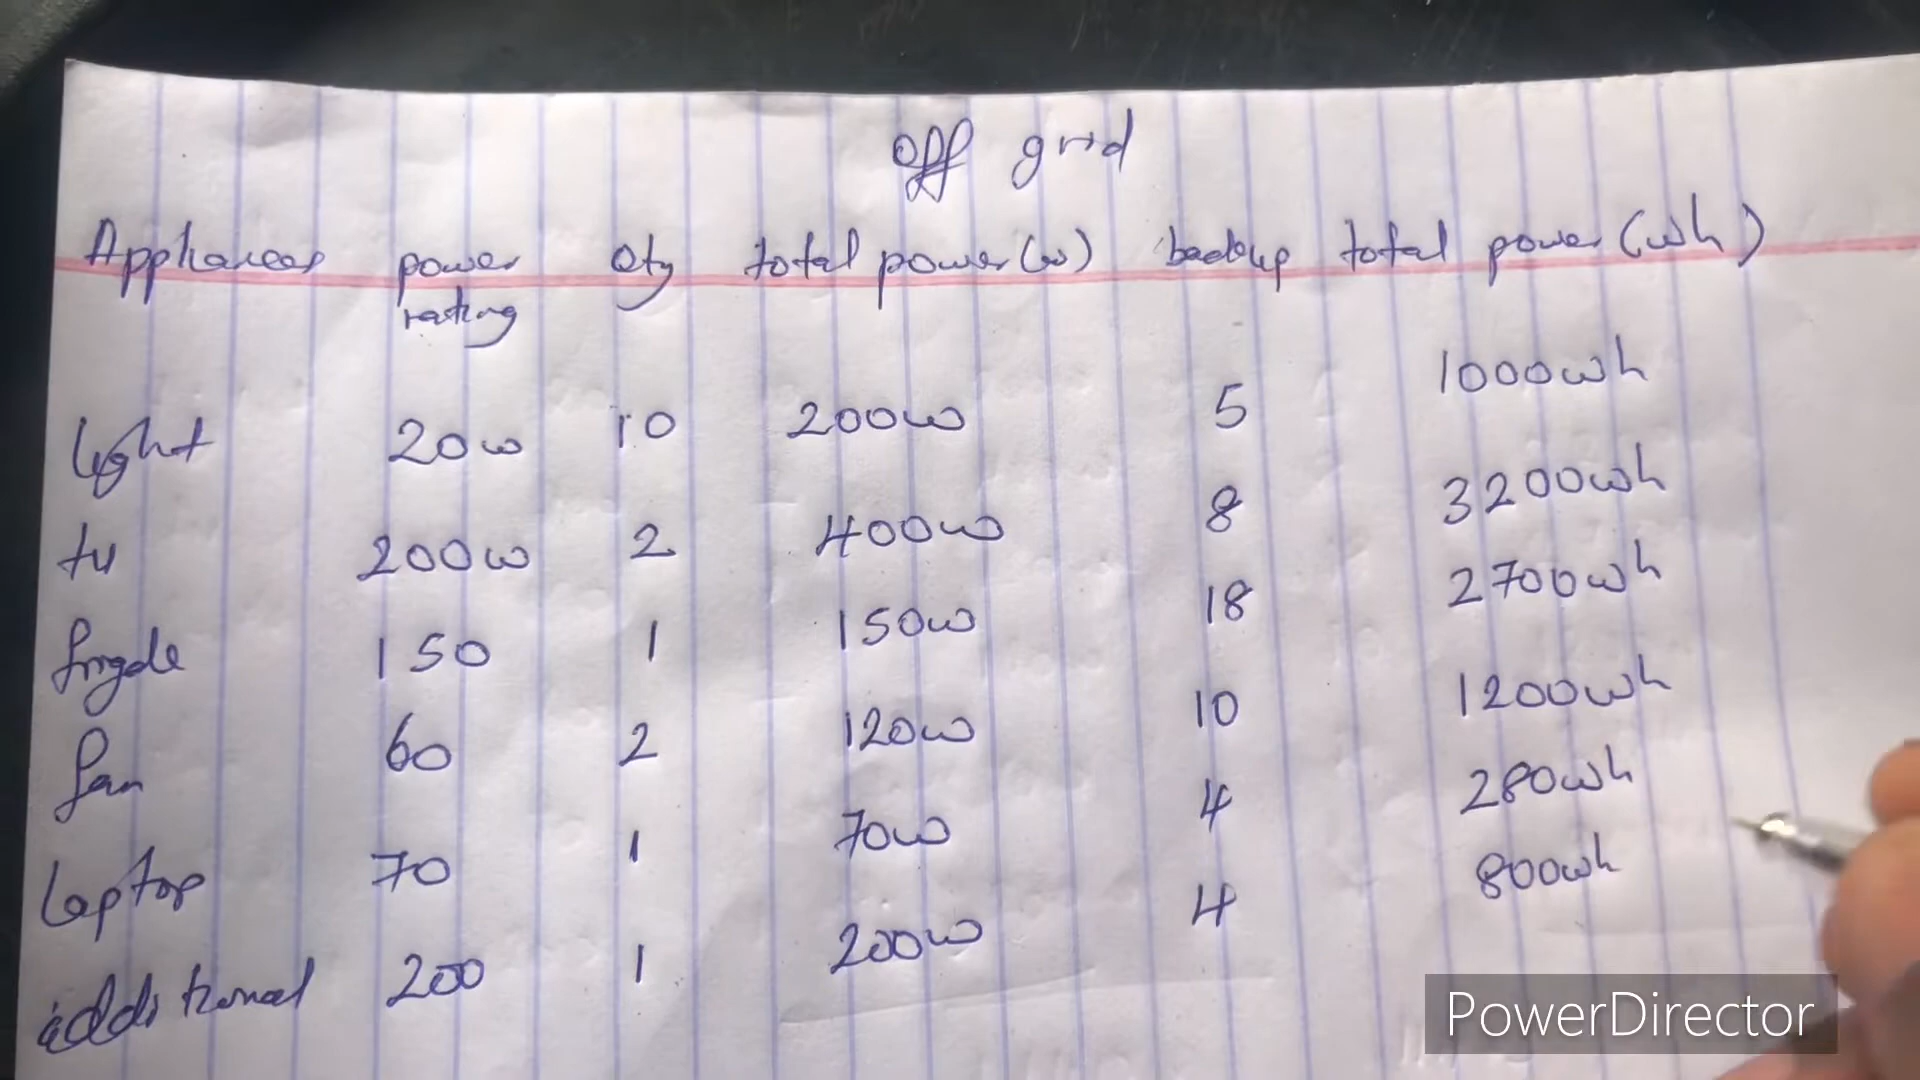 Off grid
Appliances power rating Qty total power (w) backup total power (wh)
light 20w 10 200w 5 1000wh
tv 200w 2 400w 8 3200wh
frigde 150 1 150w 18 2700wh
fan 60 2 120w 10 1200wh
laptop 70 1 70w 4 280wh
additional 200 1 200w 4 800wh
PowerDirector